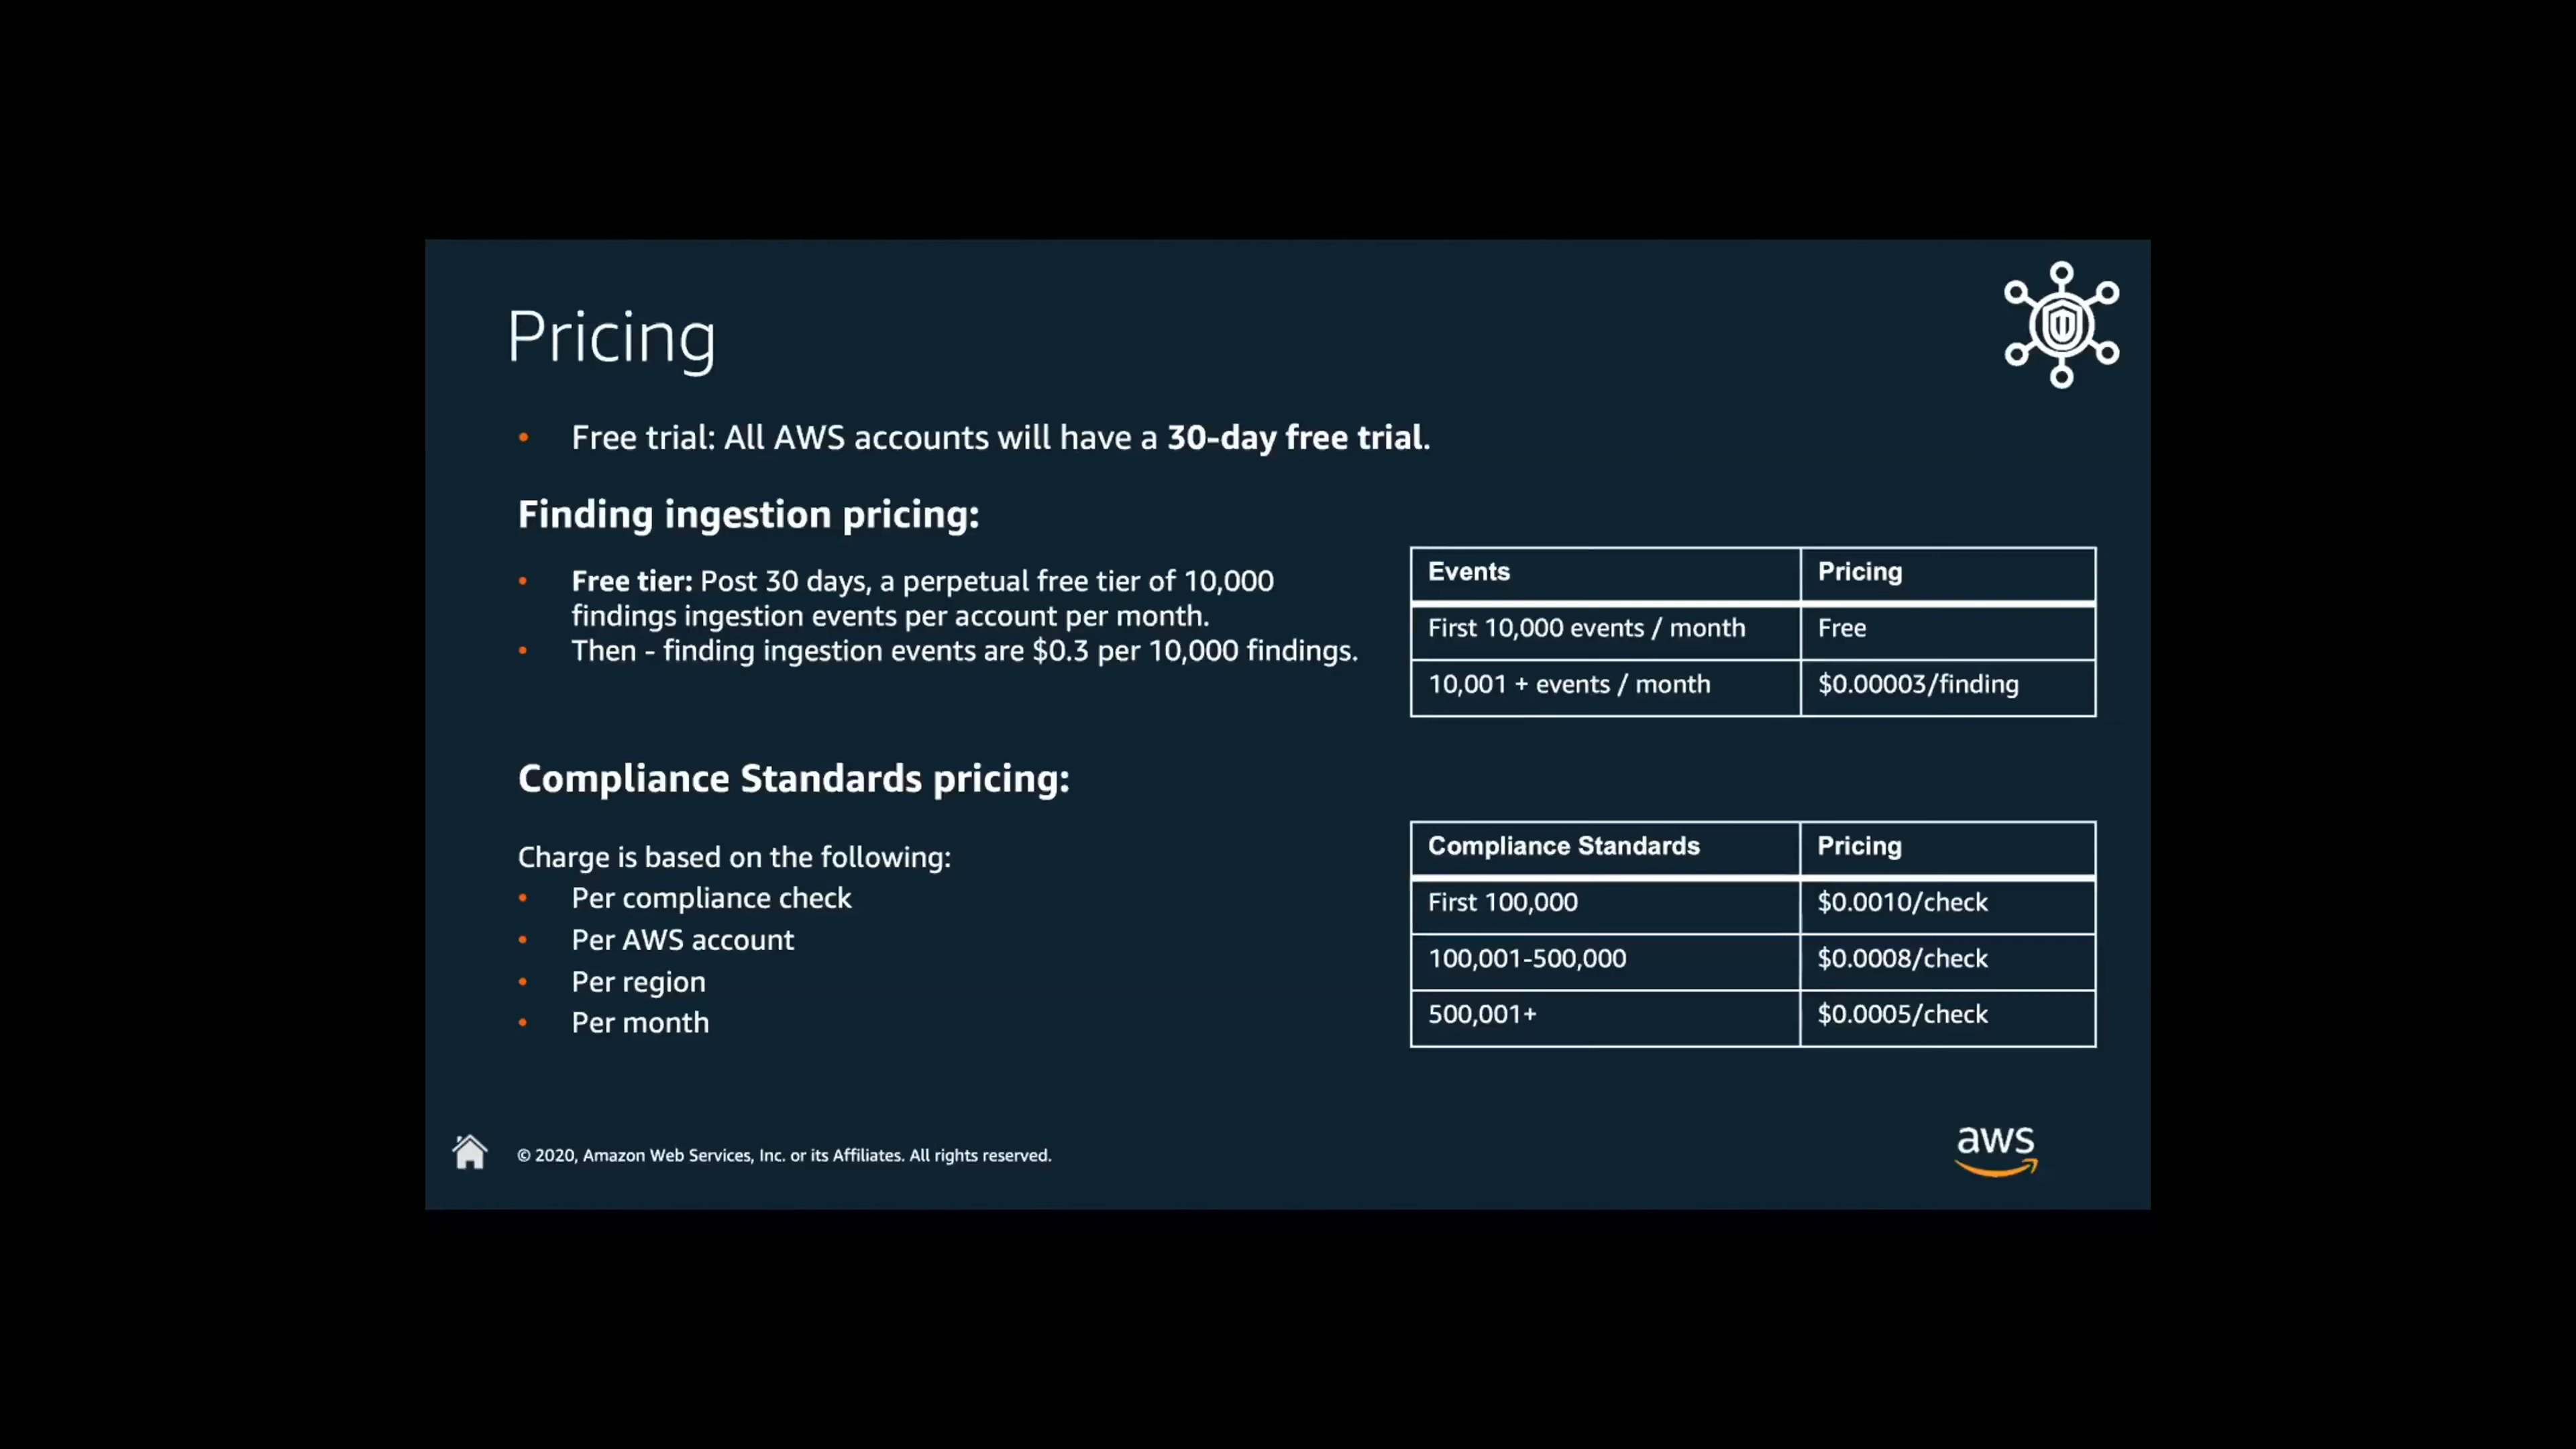 Pricing
• Free trial: All AWS accounts will have a 30-day free trial.
Finding ingestion pricing:
• Free tier: Post 30 days, a perpetual free tier of 10,000
findings ingestion events per account per month.
• Then - finding ingestion events are $0.3 per 10,000 findings.
Events Pricing
First 10,000 events / month Free
10,001 + events / month $0.00003/finding
Compliance Standards pricing:
Charge is based on the following:
• Per compliance check
• Per AWS account
• Per region
• Per month
Compliance Standards Pricing
First 100,000 $0.0010/check
100,001-500,000 $0.0008/check
500,001+ $0.0005/check
© 2020, Amazon Web Services, Inc. or its Affiliates. All rights reserved.
aws